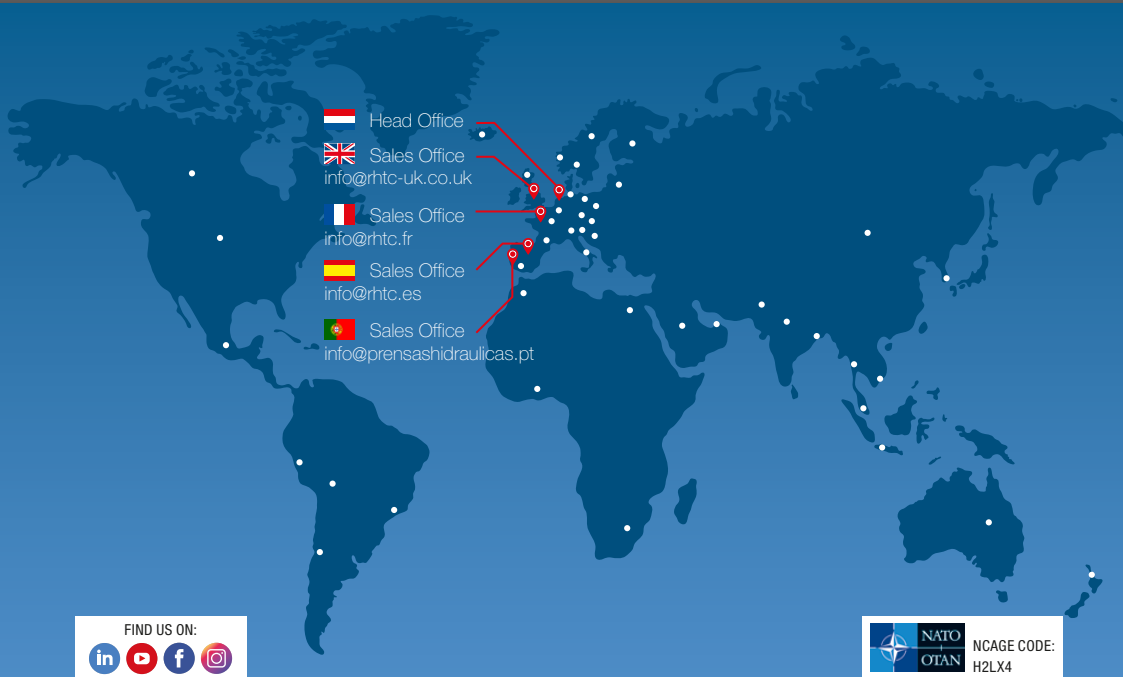 Head Office
Sales Office
info@rhtc-uk.co.uk
Sales Office
info@rhtc.fr
Sales Office
info@rhtc.es
Sales Office
info@prensashidraulicas.pt
FIND US ON:
in
f
NATO
OTAN
NCAGE CODE:
H2LX4